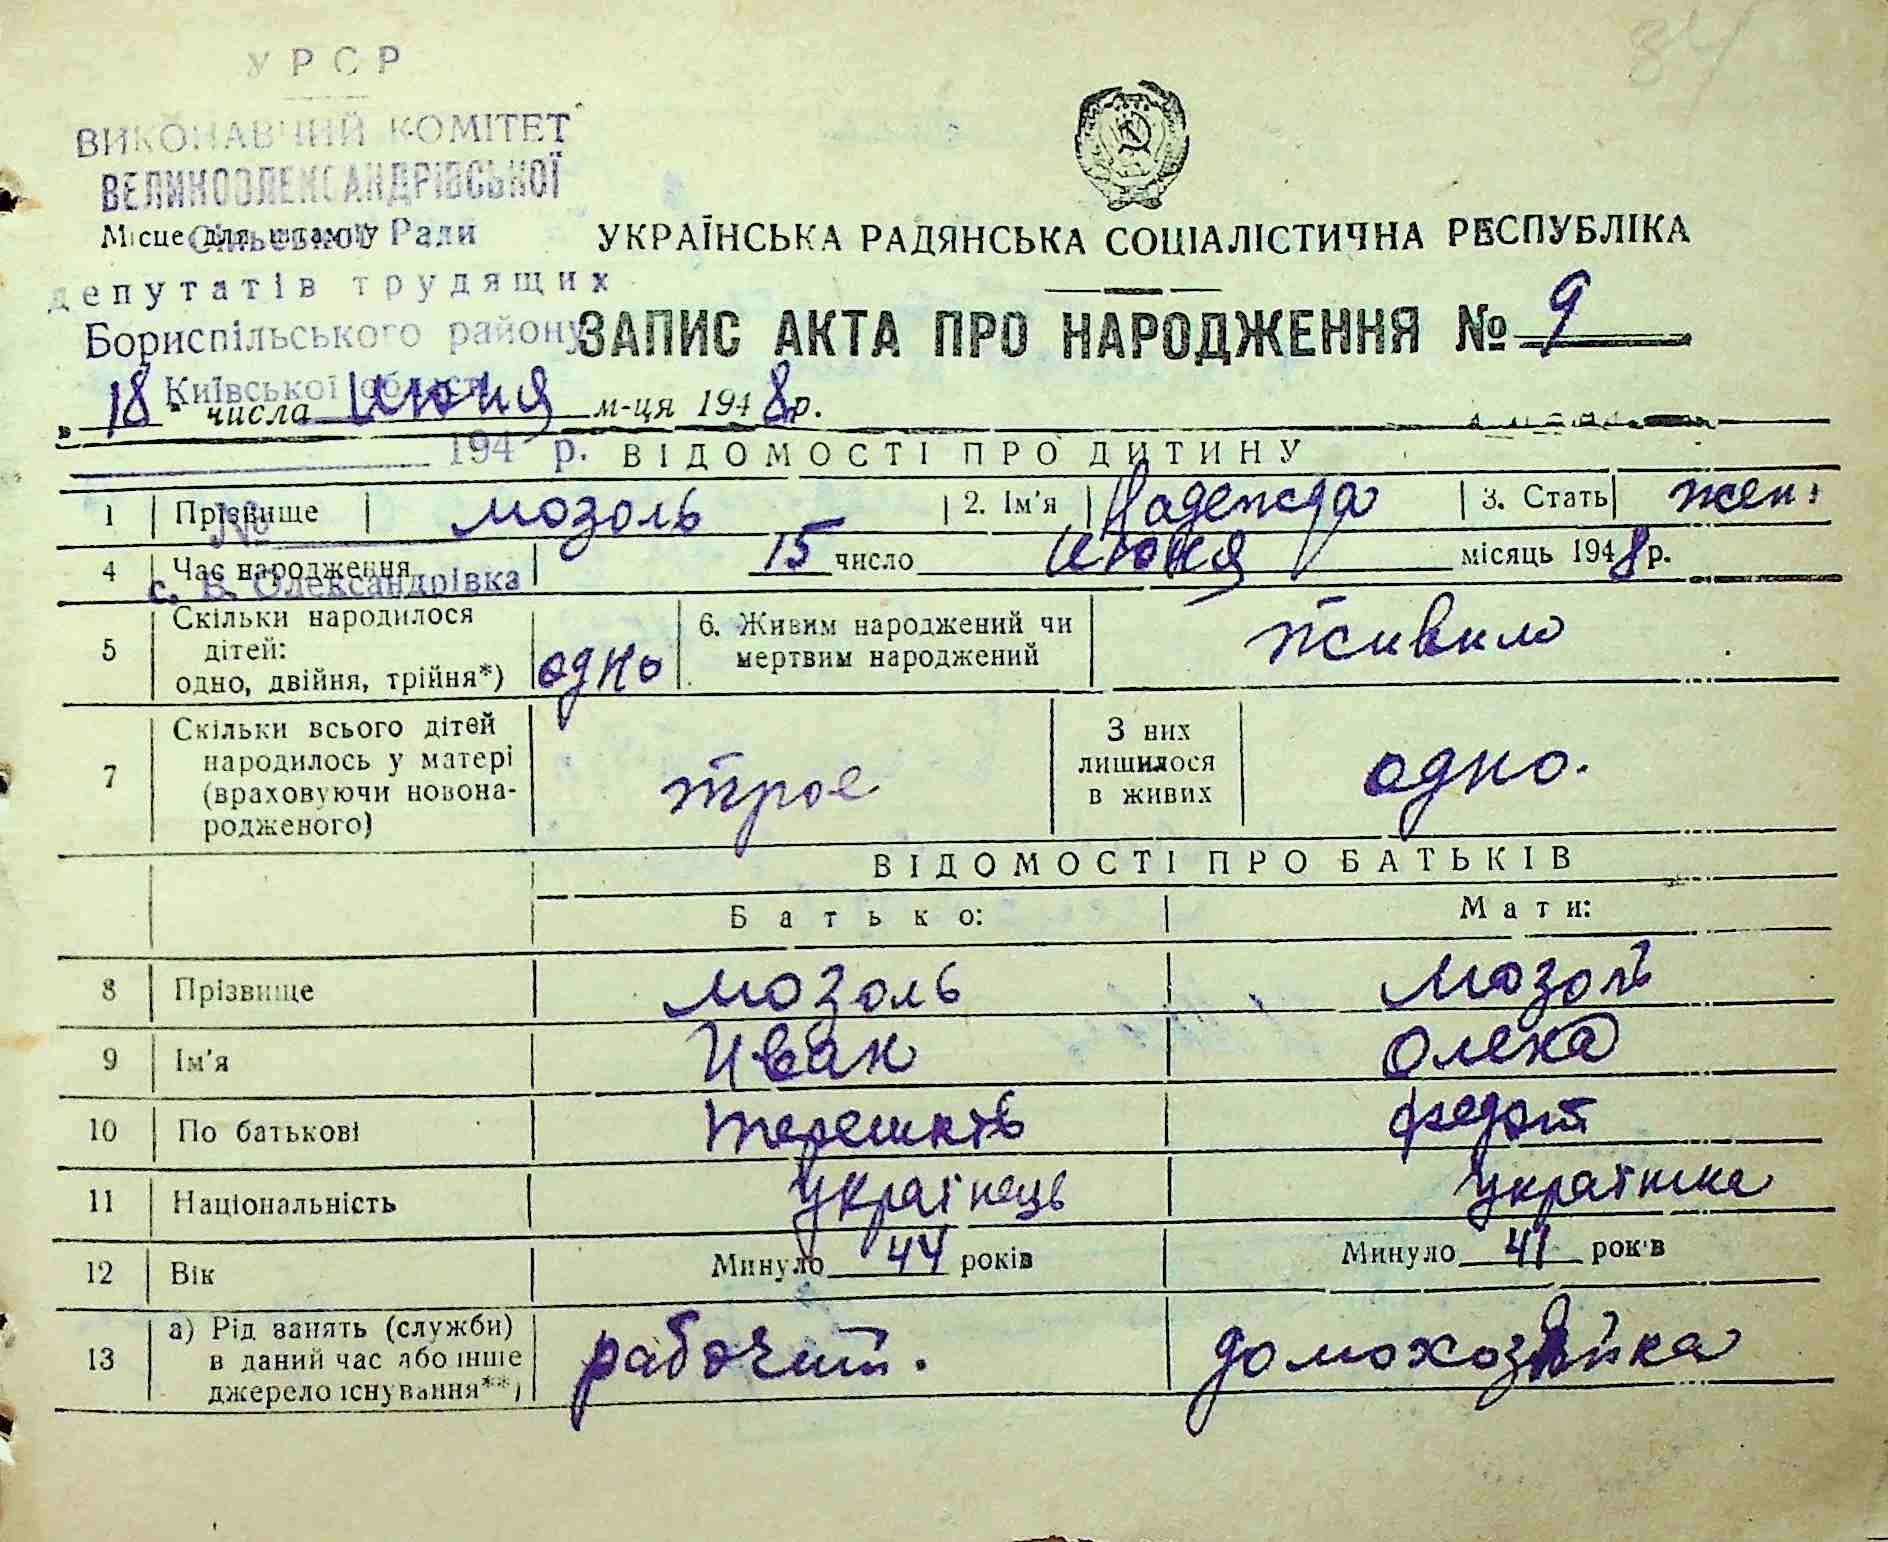 84
УРСР
ВИКОНАВЧИЙ КОМІТЕТ
ВЕЛИКООЛЕКСАНДРІВСЬКОЇ
Місце для штампу
Сільської Ради
депутатів трудящих
Бориспільського району
Київської області
194 р.
№
с. В. Олександрівка
УКРАЇНСЬКА РАДЯНСЬКА СОЦІАЛІСТИЧНА РЕСПУБЛІКА
ЗАПИС АКТА ПРО НАРОДЖЕННЯ № 9
„18" числа июня м-ця 1948 р.
ВІДОМОСТІ ПРО ДИТИНУ
1 Прізвище мозоль 2. Ім'я Надежда 3. Стать жен.
4 Час народження 15 число июня місяць 1948 р.
5 Скільки народилося дітей: одно, двійня, трійня*) одно 6. Живим народжений чи мертвим народжений живым
7 Скільки всього дітей народилось у матері (враховуючи новонародженого) трое З них лишилося в живих одно.
ВІДОМОСТІ ПРО БАТЬКІВ
Батько: Мати:
8 Прізвище мозоль мозоль
9 Ім'я Иван Олена
10 По батькові федот
11 Національність українець українка
12 Вік Минуло 44 років Минуло 41 років
13 а) Рід занять (служби) в даний час або інше джерело існування**) рабочий. домохозяйка